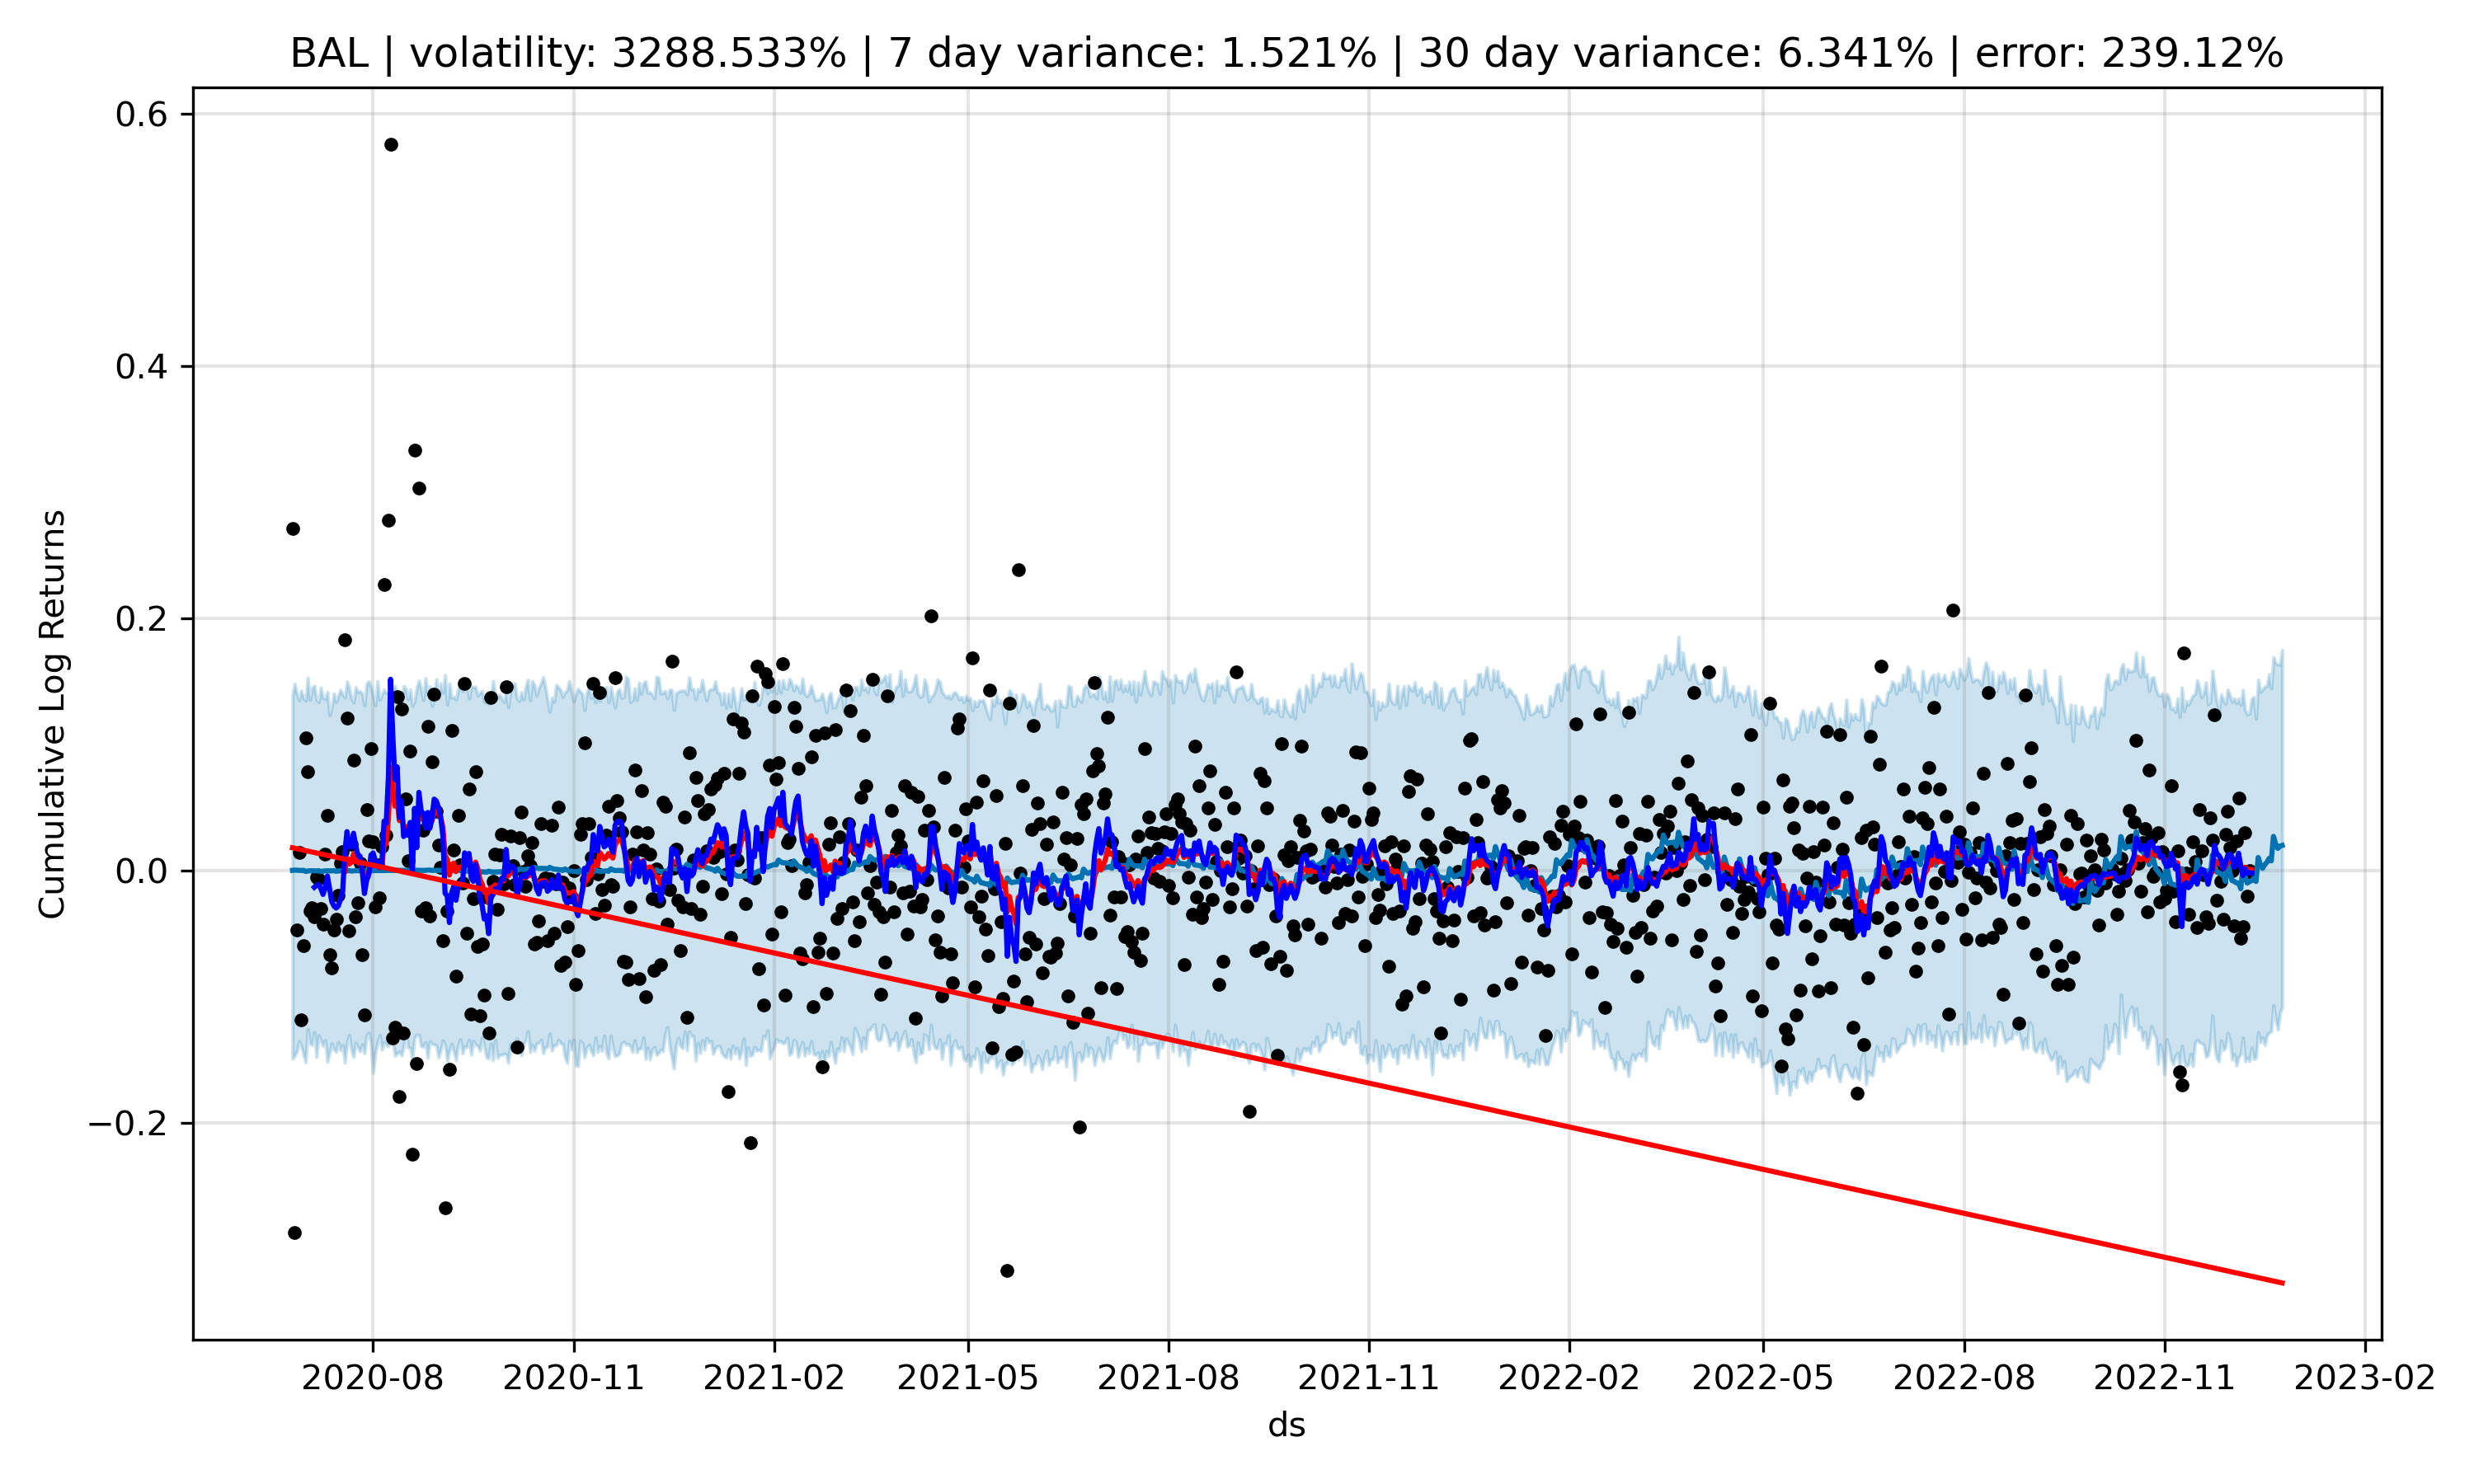 BAL | volatility: 3288.533% | 7 day variance: 1.521% | 30 day variance: 6.341% | error: 239.12%
0.6
0.4
0.2
0.0
−0.2
Cumulative Log Returns
2020-08 2020-11 2021-02 2021-05 2021-08 2021-11 2022-02 2022-05 2022-08 2022-11 2023-02
ds